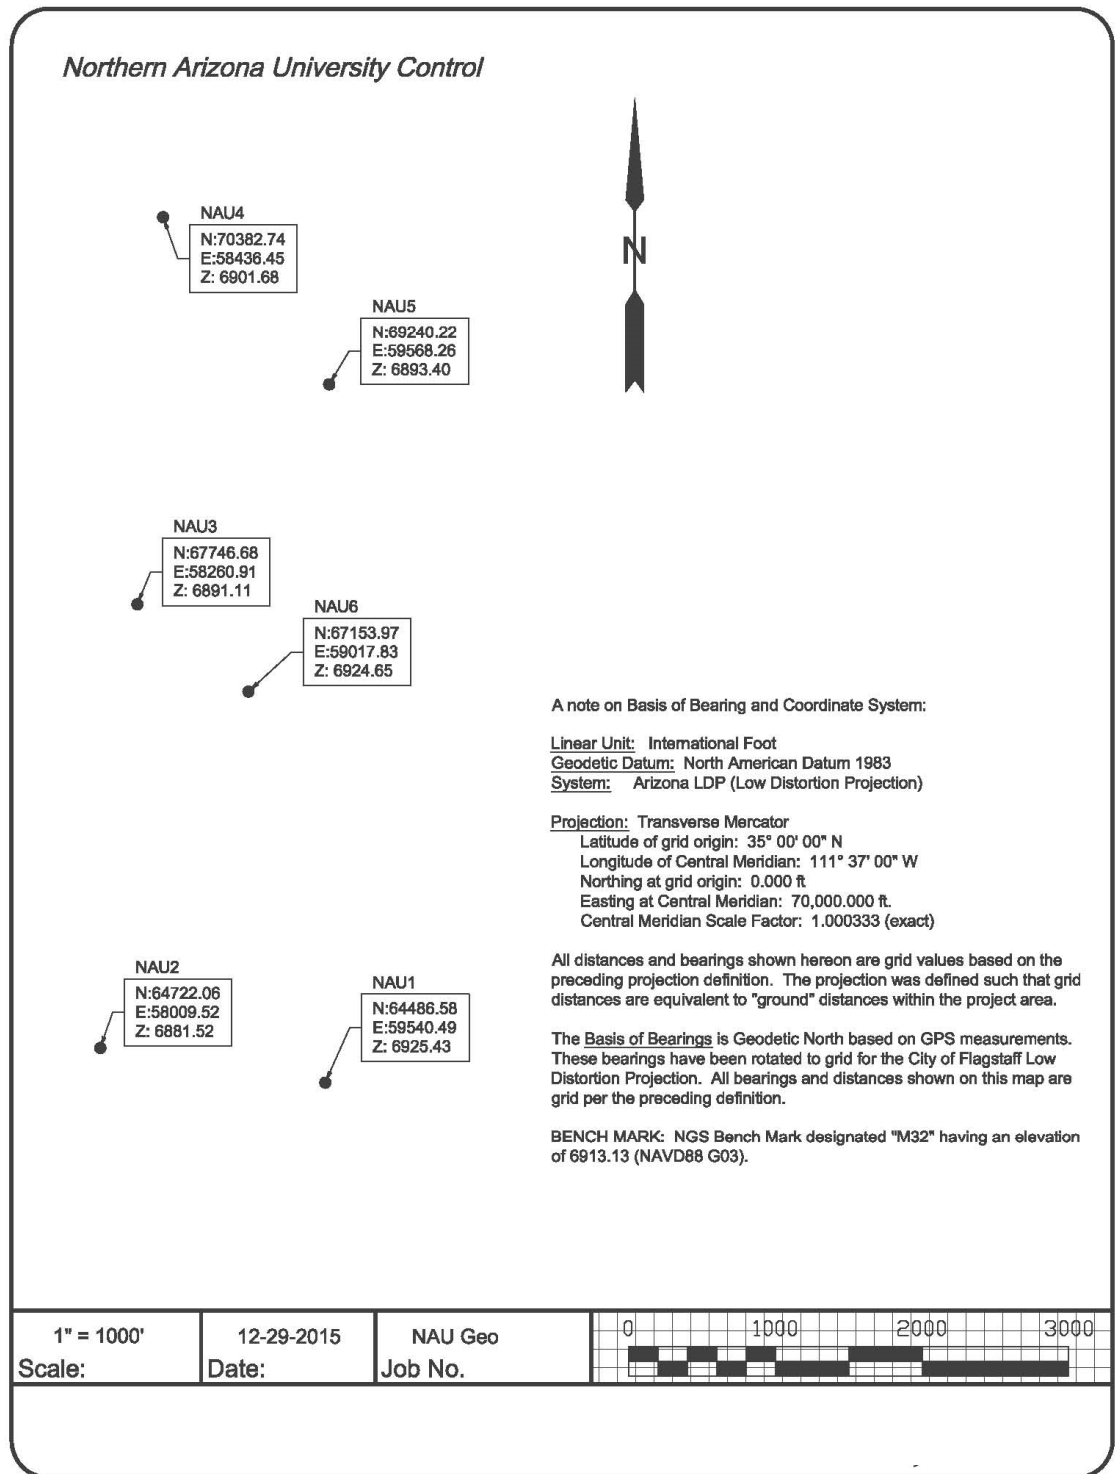 Northern Arizona University Control
N
NAU4
N:70382.74
E:58436.45
Z: 6901.68
NAU5
N:69240.22
E:59568.26
Z: 6893.40
NAU3
N:67746.68
E:58260.91
Z: 6891.11
NAU6
N:67153.97
E:59017.83
Z: 6924.65
A note on Basis of Bearing and Coordinate System:
Linear Unit: International Foot
Geodetic Datum: North American Datum 1983
System: Arizona LDP (Low Distortion Projection)
Projection: Transverse Mercator
Latitude of grid origin: 35° 00' 00" N
Longitude of Central Meridian: 111° 37' 00" W
Northing at grid origin: 0.000 ft
Easting at Central Meridian: 70,000.000 ft.
Central Meridian Scale Factor: 1.000333 (exact)
All distances and bearings shown hereon are grid values based on the
preceding projection definition. The projection was defined such that grid
distances are equivalent to "ground" distances within the project area.
The Basis of Bearings is Geodetic North based on GPS measurements.
These bearings have been rotated to grid for the City of Flagstaff Low
Distortion Projection. All bearings and distances shown on this map are
grid per the preceding definition.
BENCH MARK: NGS Bench Mark designated "M32" having an elevation
of 6913.13 (NAVD88 G03).
NAU2
N:64722.06
E:58009.52
Z: 6881.52
NAU1
N:64486.58
E:59540.49
Z: 6925.43
1" = 1000'
Scale:
12-29-2015
Date:
NAU Geo
Job No.
0 1000 2000 3000